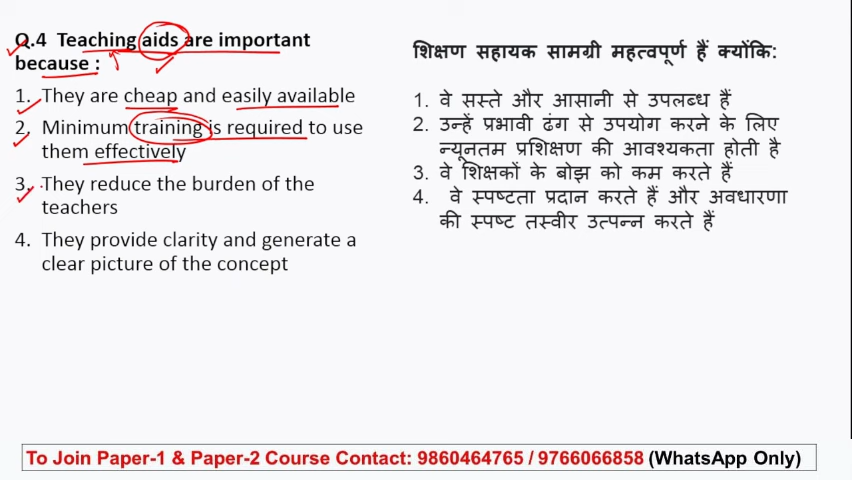 Q.4 Teaching aids are important
because :
1. They are cheap and easily available
2. Minimum training is required to use
them effectively
3. They reduce the burden of the
teachers
4. They provide clarity and generate a
clear picture of the concept
शिक्षण सहायक सामग्री महत्वपूर्ण हैं क्योंकि:
1. वे सस्ते और आसानी से उपलब्ध हैं
2. उन्हें प्रभावी ढंग से उपयोग करने के लिए
न्यूनतम प्रशिक्षण की आवश्यकता होती है
3. वे शिक्षकों के बोझ को कम करते हैं
4. वे स्पष्टता प्रदान करते हैं और अवधारणा
की स्पष्ट तस्वीर उत्पन्न करते हैं
To Join Paper-1 & Paper-2 Course Contact: 9860464765 / 9766066858 (WhatsApp Only)